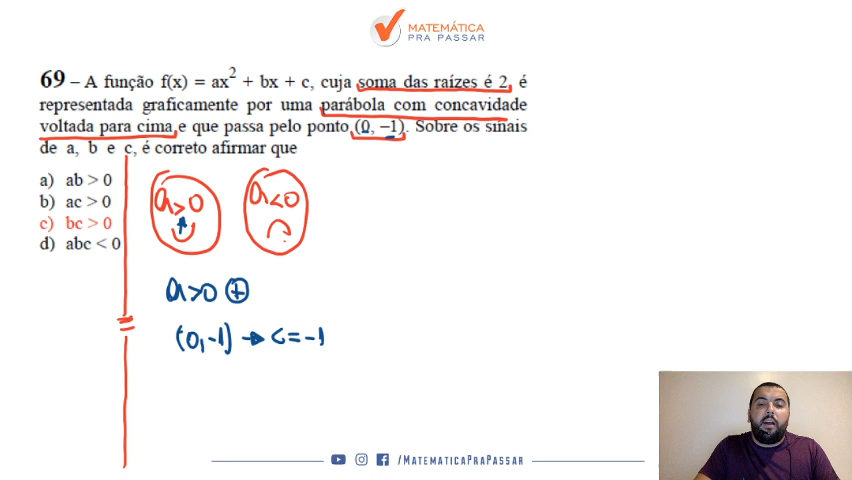 MATEMÁTICA
PRA PASSAR
69 – A função f(x) = ax² + bx + c, cuja soma das raízes é 2, é
representada graficamente por uma parábola com concavidade
voltada para cima e que passa pelo ponto (0, –1). Sobre os sinais
de a, b e c, é correto afirmar que
a) ab > 0
b) ac > 0
c) bc > 0
d) abc < 0
a>0
a<0
a>0 +
(0,-1) → c=-1
/MATEMATICAPRAPASSAR